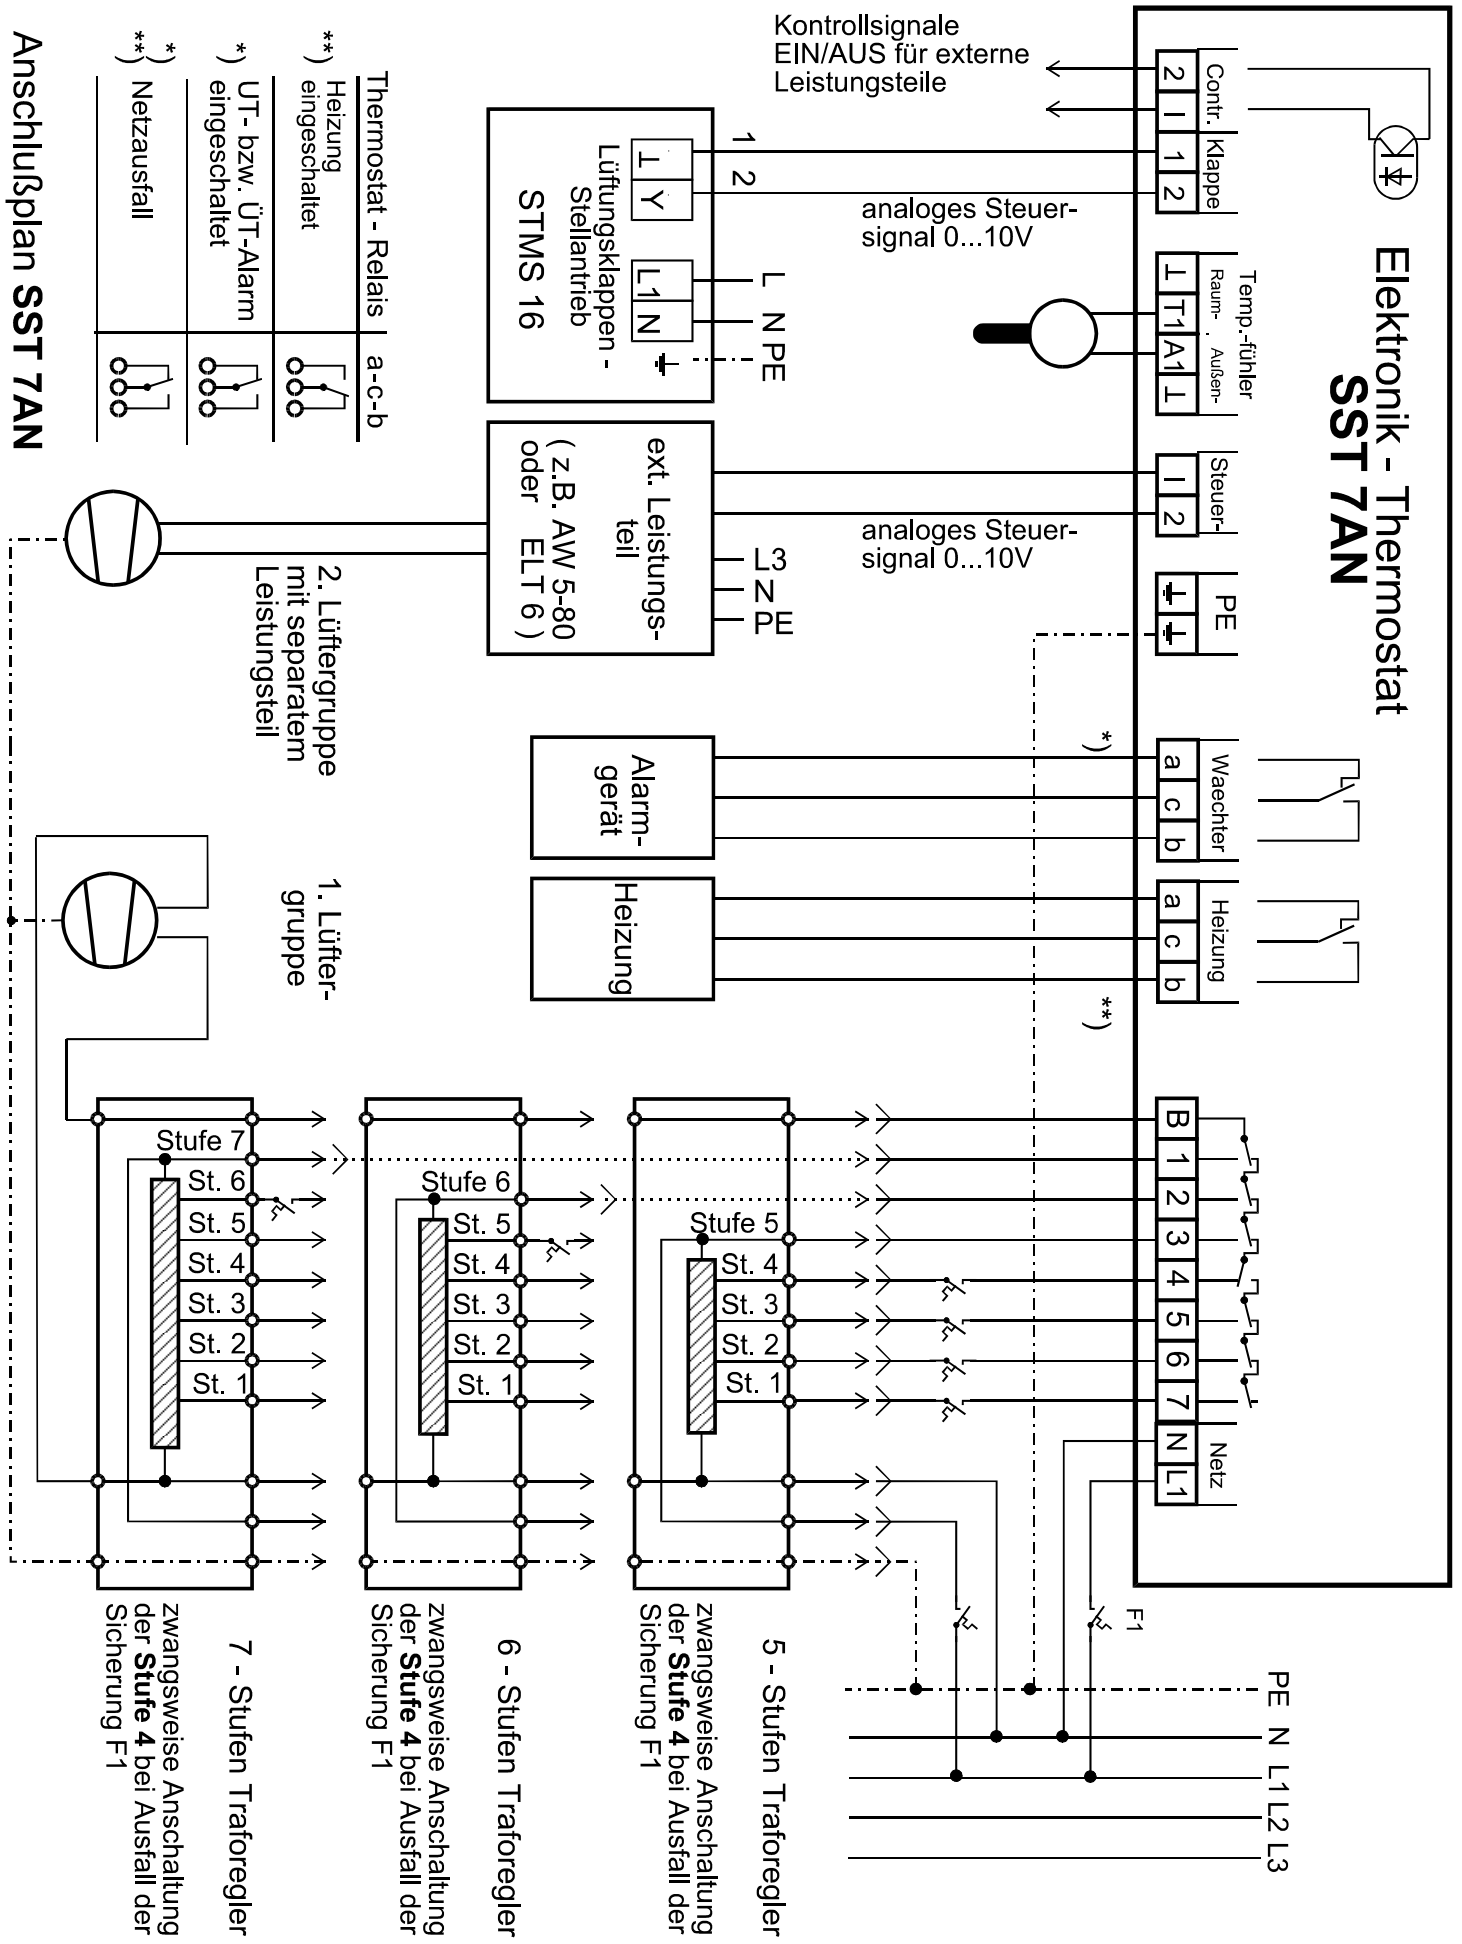 Elektronik - Thermostat
SST 7AN
Kontrollsignale
EIN/AUS für externe
Leistungsteile
Contr.
2
I
Klappe
1
2
analoges Steuer-
signal 0...10V
Temp.-fühler
Raum- . Außen-
⊥
T1
A1
⊥
Steuer-
I
2
analoges Steuer-
signal 0...10V
PE
Waechter
a
c
b
*)
Heizung
a
c
b
**)
B
1
2
3
4
5
6
7
Netz
N
L1
F1
PE
N
L1
L2
L3
1
2
⊥
Y
L1
N
Lüftungsklappen -
Stellantrieb
STMS 16
L
N
PE
ext. Leistungs-
teil
( z.B. AW 5-80
oder ELT 6 )
L3
N
PE
Alarm-
gerät
Heizung
2. Lüftergruppe
mit separatem
Leistungsteil
1. Lüfter-
gruppe
Stufe 5
St. 4
St. 3
St. 2
St. 1
5 - Stufen Traforegler
zwangsweise Anschaltung
der Stufe 4 bei Ausfall der
Sicherung F1
Stufe 6
St. 5
St. 4
St. 3
St. 2
St. 1
6 - Stufen Traforegler
zwangsweise Anschaltung
der Stufe 4 bei Ausfall der
Sicherung F1
Stufe 7
St. 6
St. 5
St. 4
St. 3
St. 2
St. 1
7 - Stufen Traforegler
zwangsweise Anschaltung
der Stufe 4 bei Ausfall der
Sicherung F1
Thermostat - Relais a-c-b
**) Heizung
eingeschaltet
*) UT- bzw. ÜT-Alarm
eingeschaltet
*)
**) Netzausfall
Anschlußplan SST 7AN